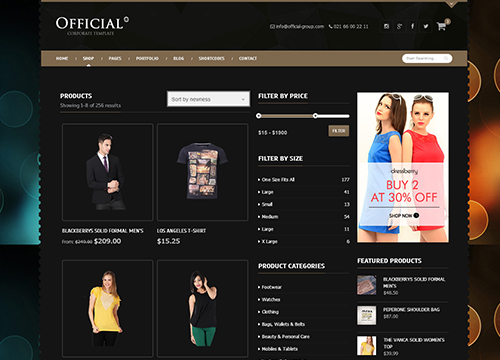 OFFICIAL
CORPORATE TEMPLATE
info@official-group.com
021 66 00 22 11
HOME SHOP PAGES PORTFOLIO BLOG SHORTCODES CONTACT
PRODUCTS
Showing 1-8 of 256 results
Sort by newness
BLACKBERRYS SOLID FORMAL MEN'S
from: $249.00 $209.00
LOS ANGELES T-SHIRT
$15.25
FILTER BY PRICE
$15 - $1900
FILTER
FILTER BY SIZE
One Size Fits All 177
Large 41
Small 13
Medium 54
Large 11
X Large 6
PRODUCT CATEGORIES
Footwear
Watches
Clothing
Bags, Wallets & Belts
Beauty & Personal Care
Mobiles & Tablets
dressberry
BUY 2
AT 30% OFF
SHOP NOW
FEATURED PRODUCTS
BLACKBERRYS SOLID FORMAL
MEN'S
$48.50
PEPERONE SHOULDER BAG
$87.00
THE VANCA SOLID WOMEN'S
TOP
$39.99